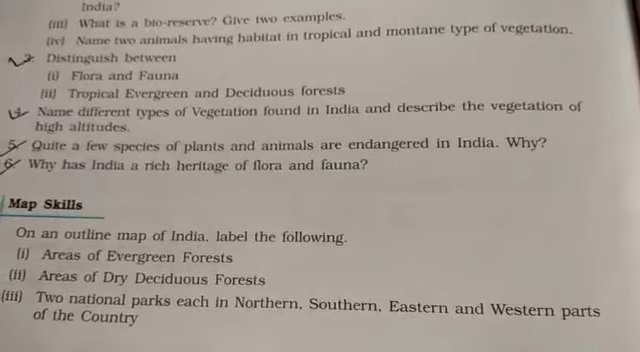 India?
(iii) What is a bio-reserve? Give two examples.
(iv) Name two animals having habitat in tropical and montane type of vegetation.
3. Distinguish between
(i) Flora and Fauna
(ii) Tropical Evergreen and Deciduous forests
4. Name different types of Vegetation found in India and describe the vegetation of
high altitudes.
5. Quite a few species of plants and animals are endangered in India. Why?
6. Why has India a rich heritage of flora and fauna?
Map Skills
On an outline map of India, label the following.
(i) Areas of Evergreen Forests
(ii) Areas of Dry Deciduous Forests
(iii) Two national parks each in Northern, Southern, Eastern and Western parts
of the Country